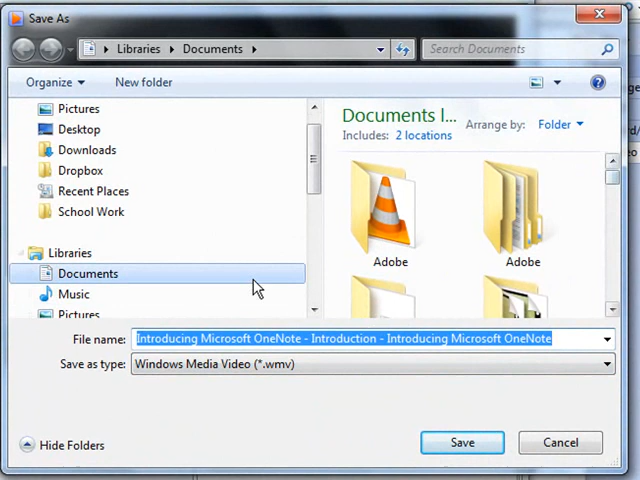 Save As
Libraries Documents
Search Documents
Organize New folder
Pictures
Desktop
Downloads
Dropbox
Recent Places
School Work
Libraries
Documents
Music
Pictures
Documents l...
Includes: 2 locations
Arrange by: Folder
Adobe
Adobe
File name: Introducing Microsoft OneNote - Introduction - Introducing Microsoft OneNote
Save as type: Windows Media Video (*.wmv)
Hide Folders
Save Cancel